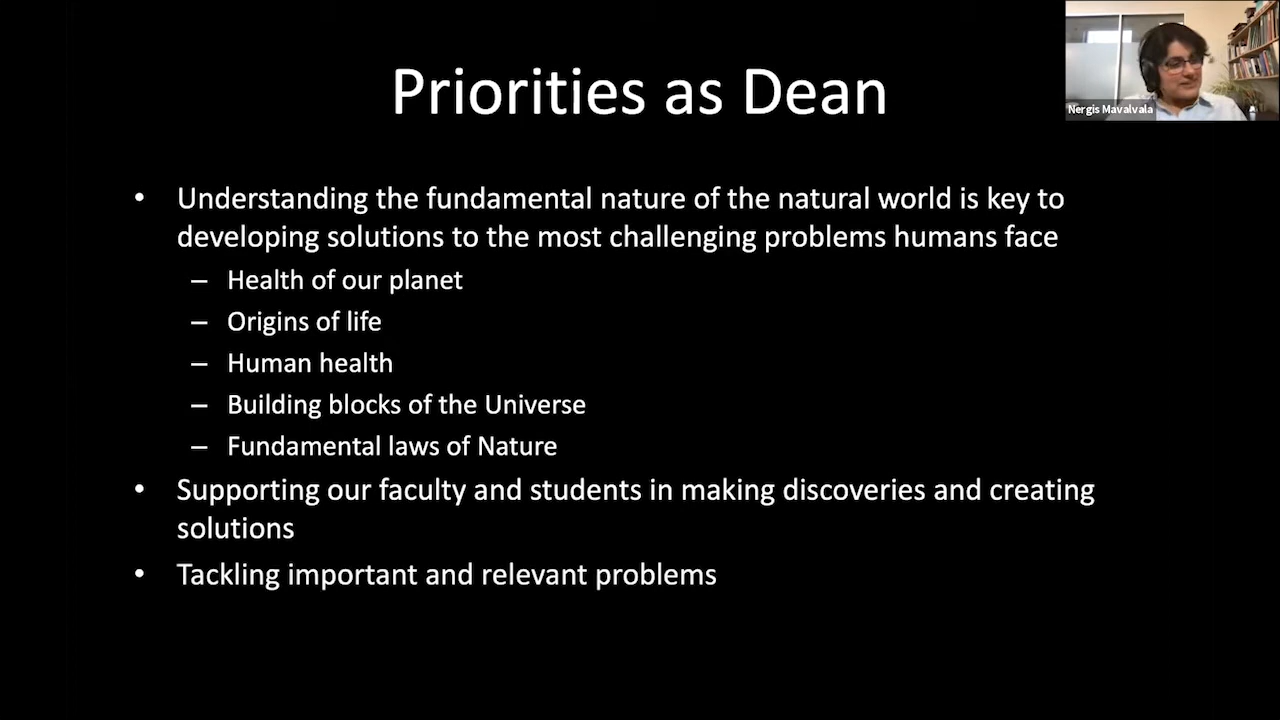 Priorities as Dean
Nergis Mavalvala
• Understanding the fundamental nature of the natural world is key to
developing solutions to the most challenging problems humans face
– Health of our planet
– Origins of life
– Human health
– Building blocks of the Universe
– Fundamental laws of Nature
• Supporting our faculty and students in making discoveries and creating
solutions
• Tackling important and relevant problems